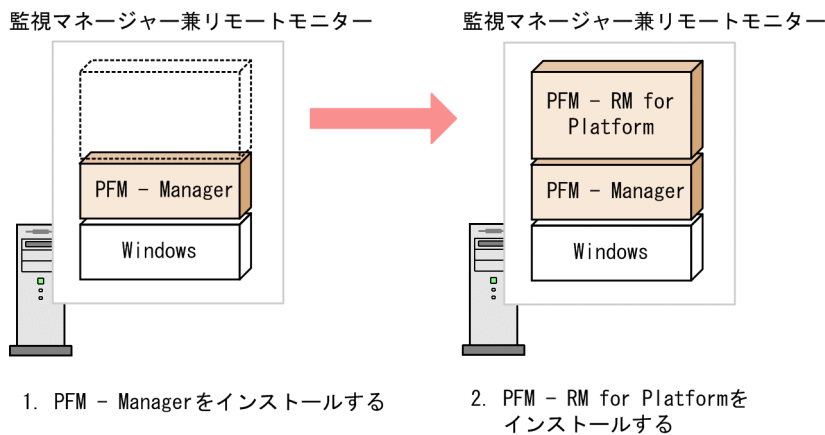 監視マネージャー兼リモートモニター
PFM - Manager
Windows
1. PFM - Managerをインストールする
監視マネージャー兼リモートモニター
PFM - RM for
Platform
PFM - Manager
Windows
2. PFM - RM for Platformを
インストールする